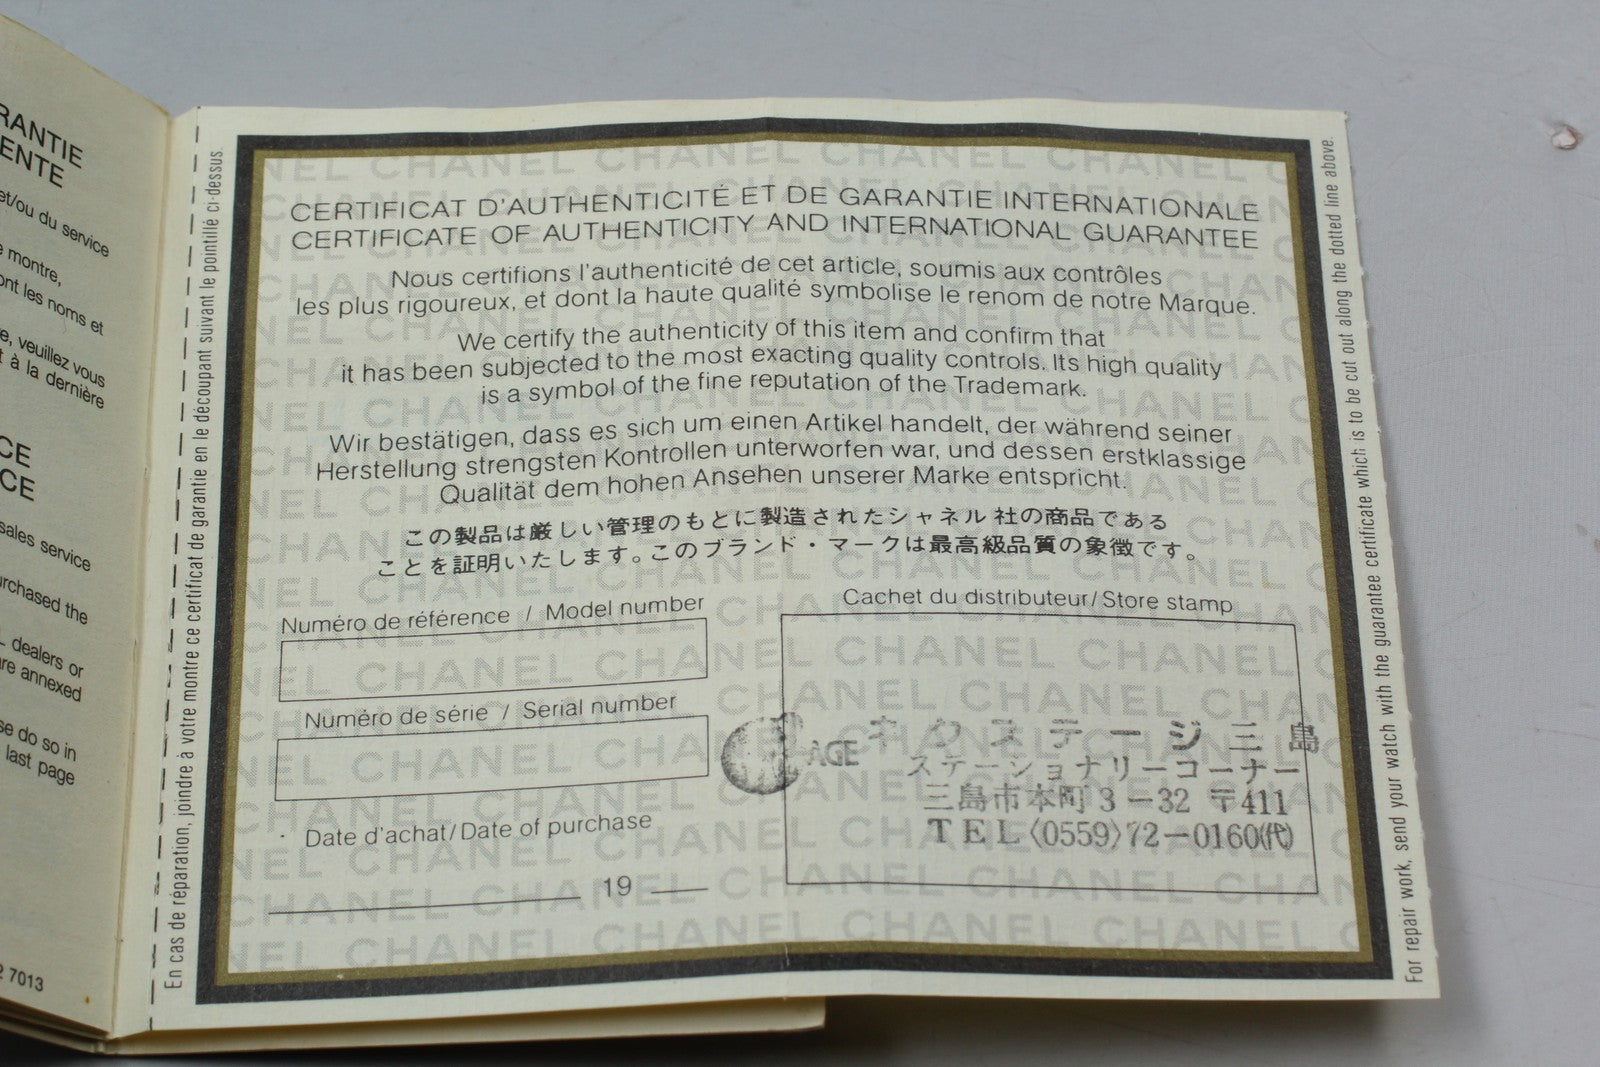 RANTIE
ENTE
et/ou du service
e montre,
ont les noms et
e, veuillez vous
t à la dernière
CE
CE
sales service
urchased the
L dealers or
are annexed
se do so in
last page
2 7013
En cas de réparation, joindre à votre montre ce certificat de garantie en le découpant suivant le pointillé ci-dessus.
CERTIFICAT D'AUTHENTICITÉ ET DE GARANTIE INTERNATIONALE
CERTIFICATE OF AUTHENTICITY AND INTERNATIONAL GUARANTEE
Nous certifions l'authenticité de cet article, soumis aux contrôles
les plus rigoureux, et dont la haute qualité symbolise le renom de notre Marque.
We certify the authenticity of this item and confirm that
it has been subjected to the most exacting quality controls. Its high quality
is a symbol of the fine reputation of the Trademark.
Wir bestätigen, dass es sich um einen Artikel handelt, der während seiner
Herstellung strengsten Kontrollen unterworfen war, und dessen erstklassige
Qualität dem hohen Ansehen unserer Marke entspricht.
この製品は厳しい管理のもとに製造されたシャネル社の商品である
ことを証明いたします。このブランド・マークは最高級品質の象徴です。
Numéro de référence / Model number
Numéro de série / Serial number
Date d'achat/Date of purchase
19
Cachet du distributeur/Store stamp
AGE ネクステージ三島
ステーショナリーコーナー
三島市本町3-32 〒411
TEL〈0559〉72-0160㈹
For repair work, send your watch with the guarantee certificate which is to be cut out along the dotted line above.